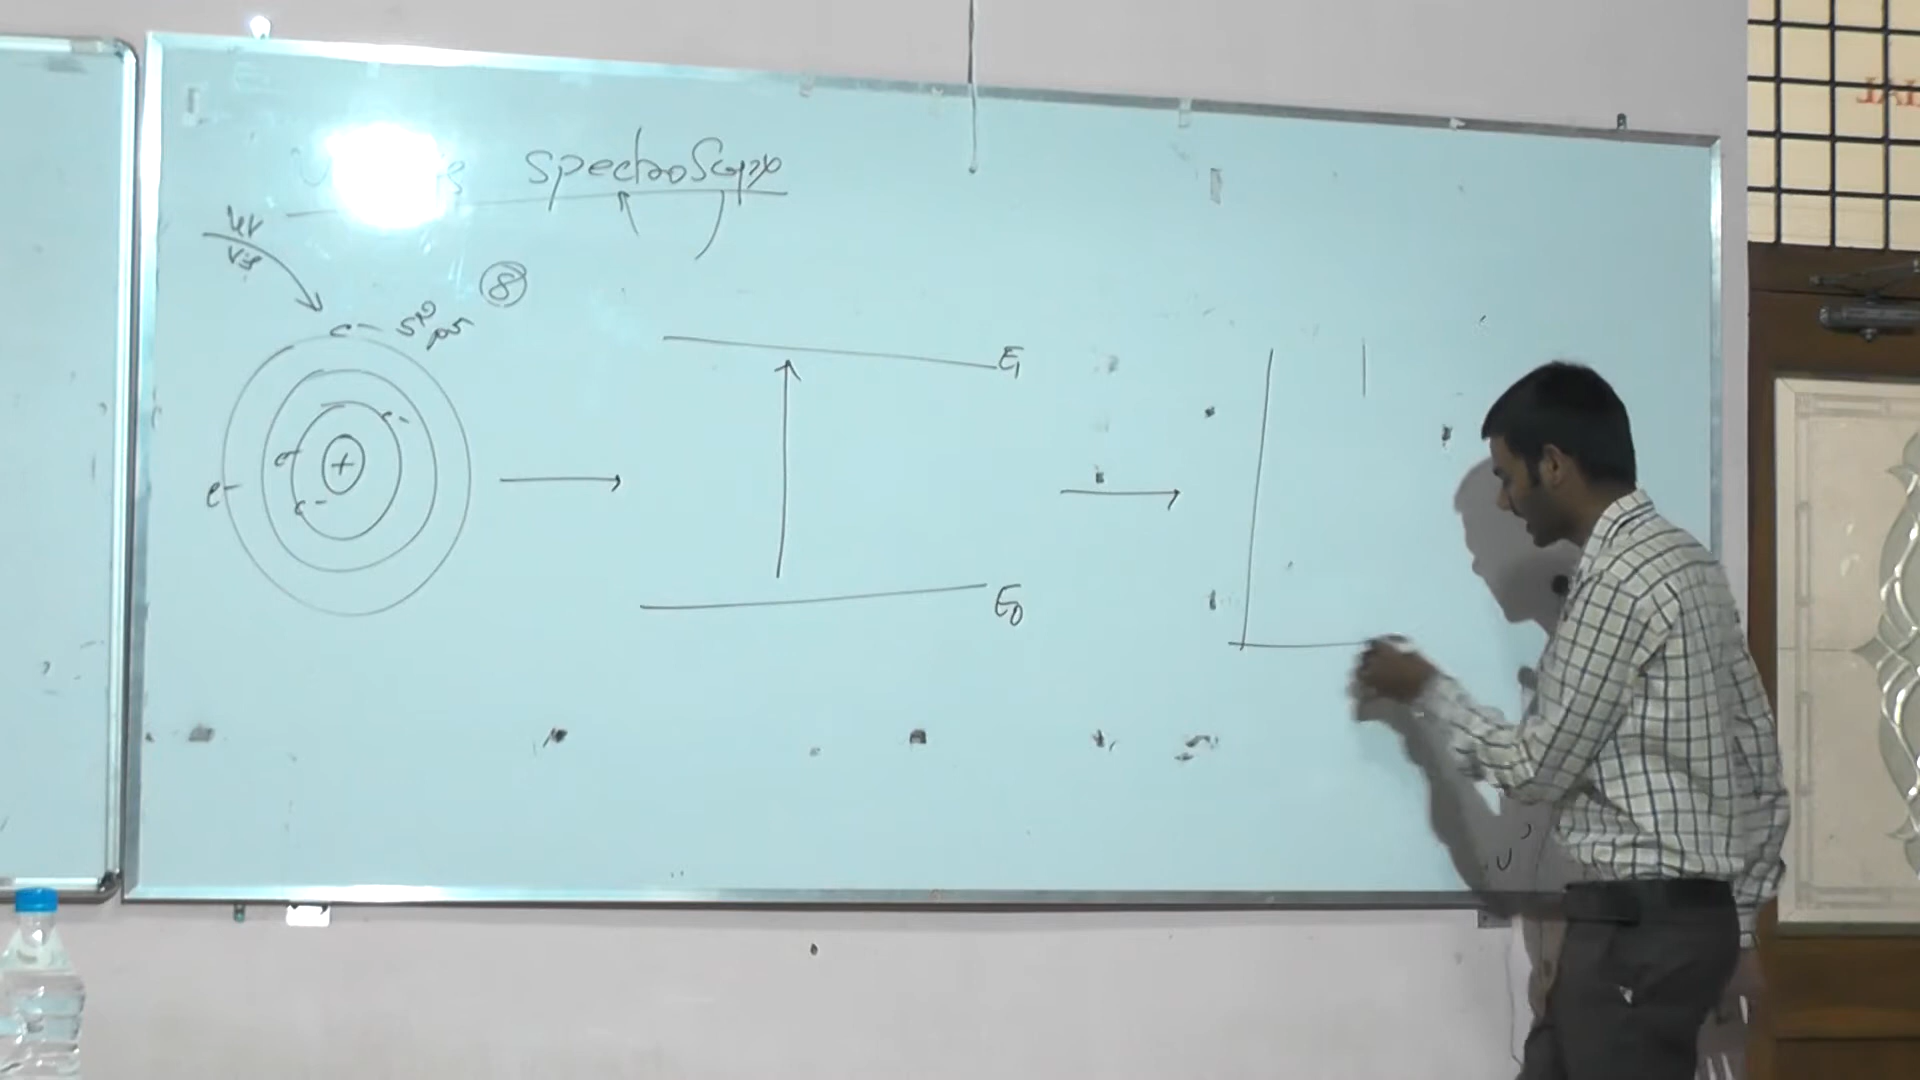 spectroscopy
UV
Vis
8
e- s2p5
e-
e-
+
e-
e-
E1
E0